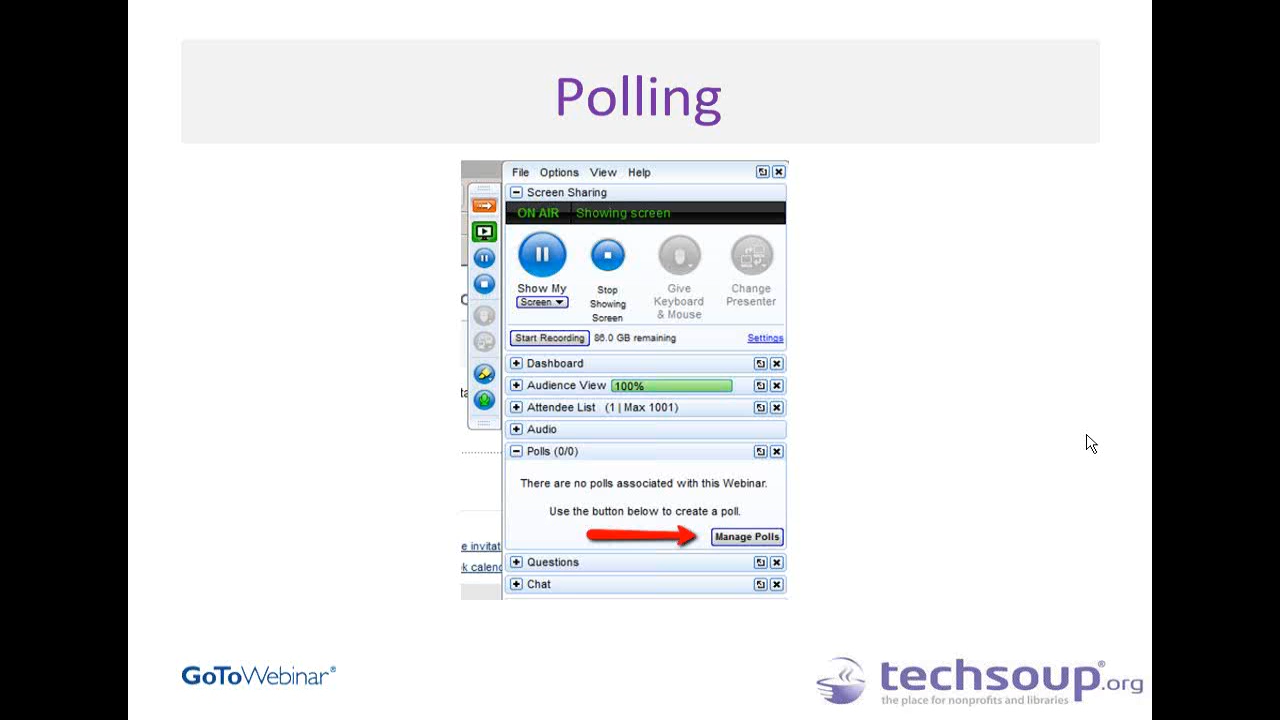 Polling
File Options View Help
Screen Sharing
ON AIR Showing screen
Show My
Screen
Stop
Showing
Screen
Give
Keyboard
& Mouse
Change
Presenter
Start Recording 86.0 GB remaining Settings
Dashboard
Audience View 100%
Attendee List (1 | Max 1001)
Audio
Polls (0/0)
There are no polls associated with this Webinar.
Use the button below to create a poll.
Manage Polls
e invitat
Questions
k calend
Chat
GoToWebinar®
techsoup®.org
the place for nonprofits and libraries